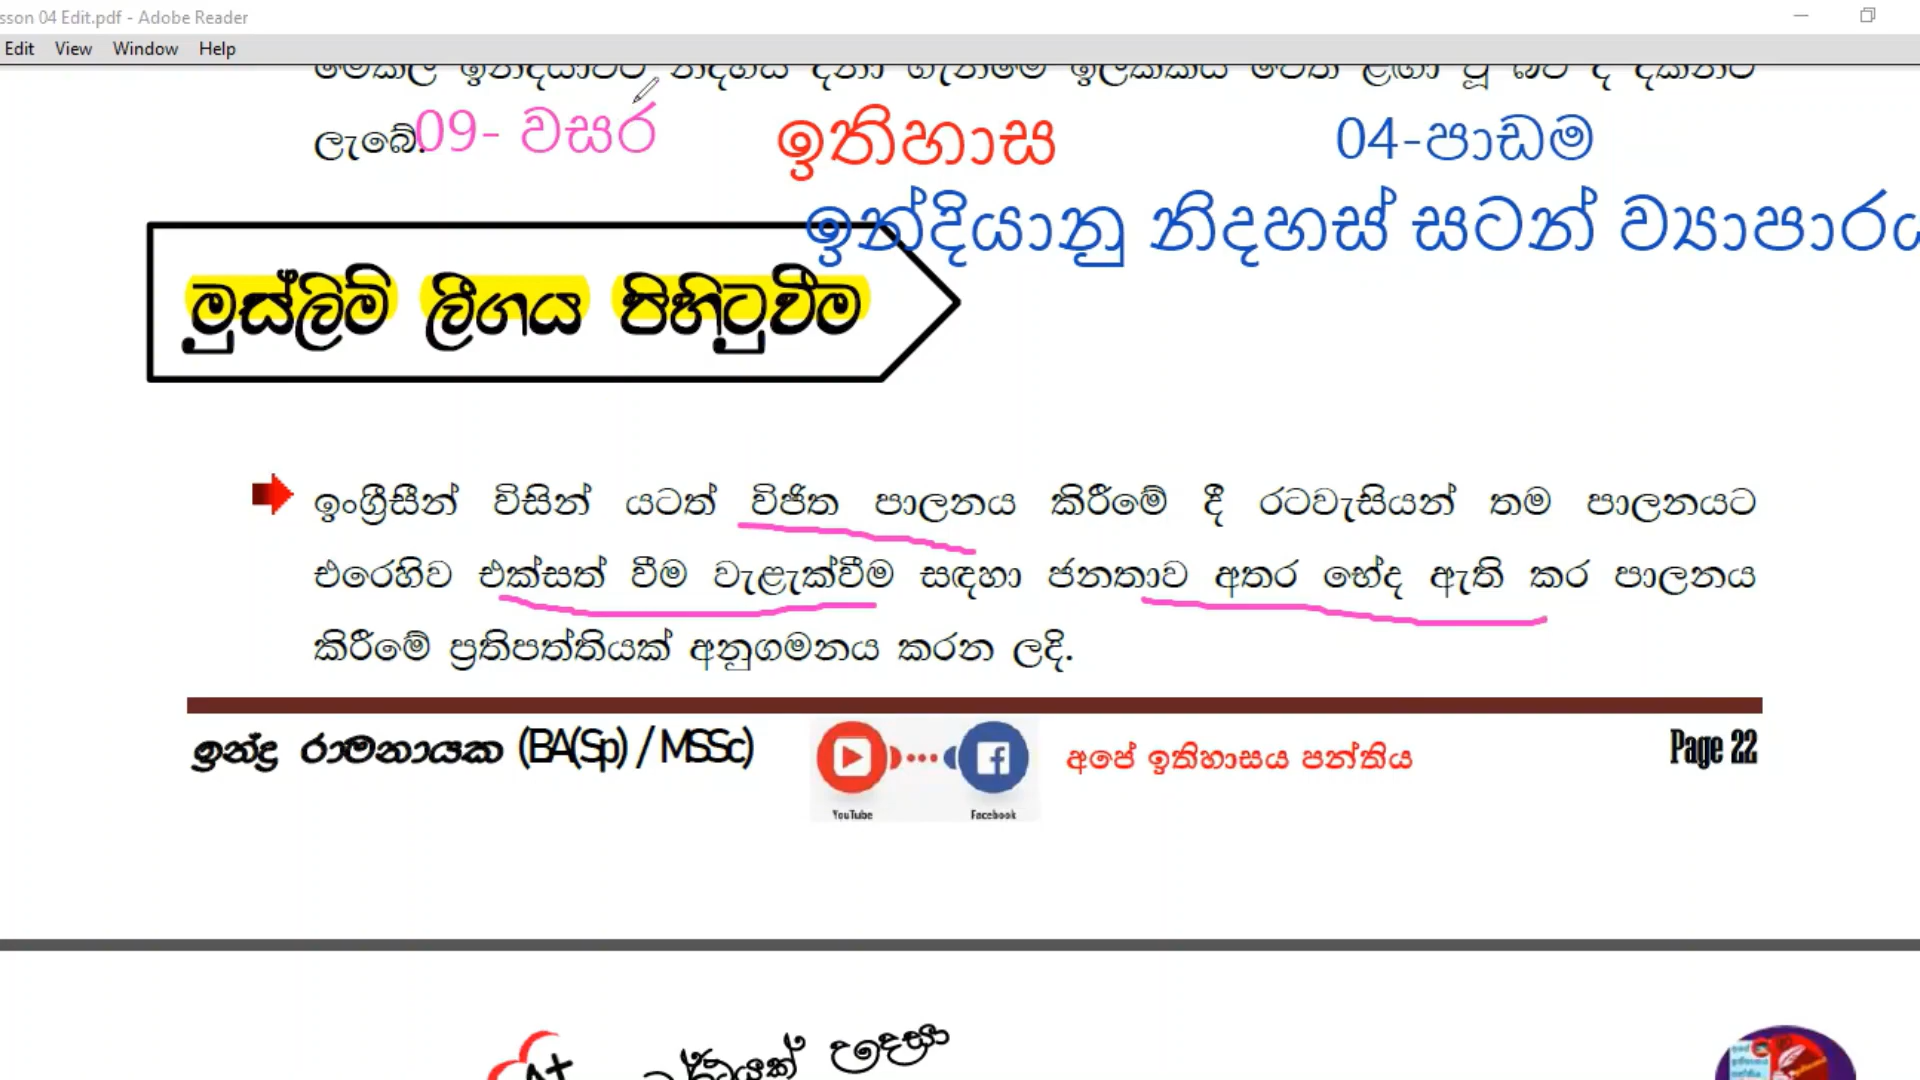 sson 04 Edit.pdf - Adobe Reader
Edit View Window Help
ලැබේ.
09- වසර
ඉතිහාස
04-පාඩම
ඉන්දියානු නිදහස් සටන් ව්‍යාපාරය
මුස්ලිම් ලීගය පිහිටුවීම
ඉංග්‍රීසීන් විසින් යටත් විජිත පාලනය කිරීමේ දී රටවැසියන් තම පාලනයට
එරෙහිව එක්සත් වීම වැළැක්වීම සඳහා ජනතාව අතර භේද ඇති කර පාලනය
කිරීමේ ප්‍රතිපත්තියක් අනුගමනය කරන ලදි.
ඉන්ද්‍ර රාමනායක (BA(Sp) / MSSc)
YouTube
Facebook
අපේ ඉතිහාසය පන්තිය
Page 22
A+
උදෙසා